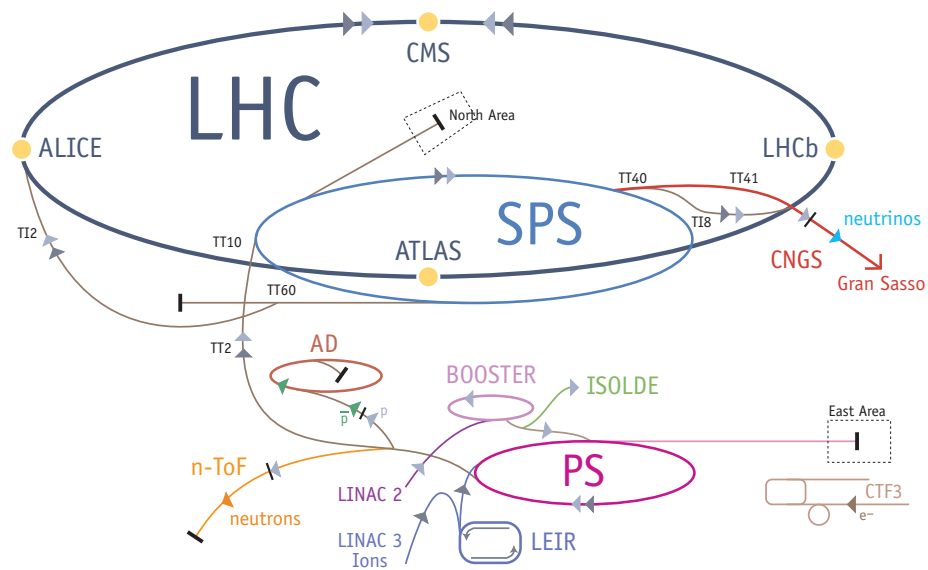 CMS
LHC
North Area
ALICE
LHCb
TT40
TT41
SPS
TI8
neutrinos
TI2
TT10
ATLAS
CNGS
Gran Sasso
TT60
TT2
AD
BOOSTER
ISOLDE
p
p
East Area
n-ToF
PS
LINAC 2
CTF3
neutrons
e–
LINAC 3
Ions
LEIR